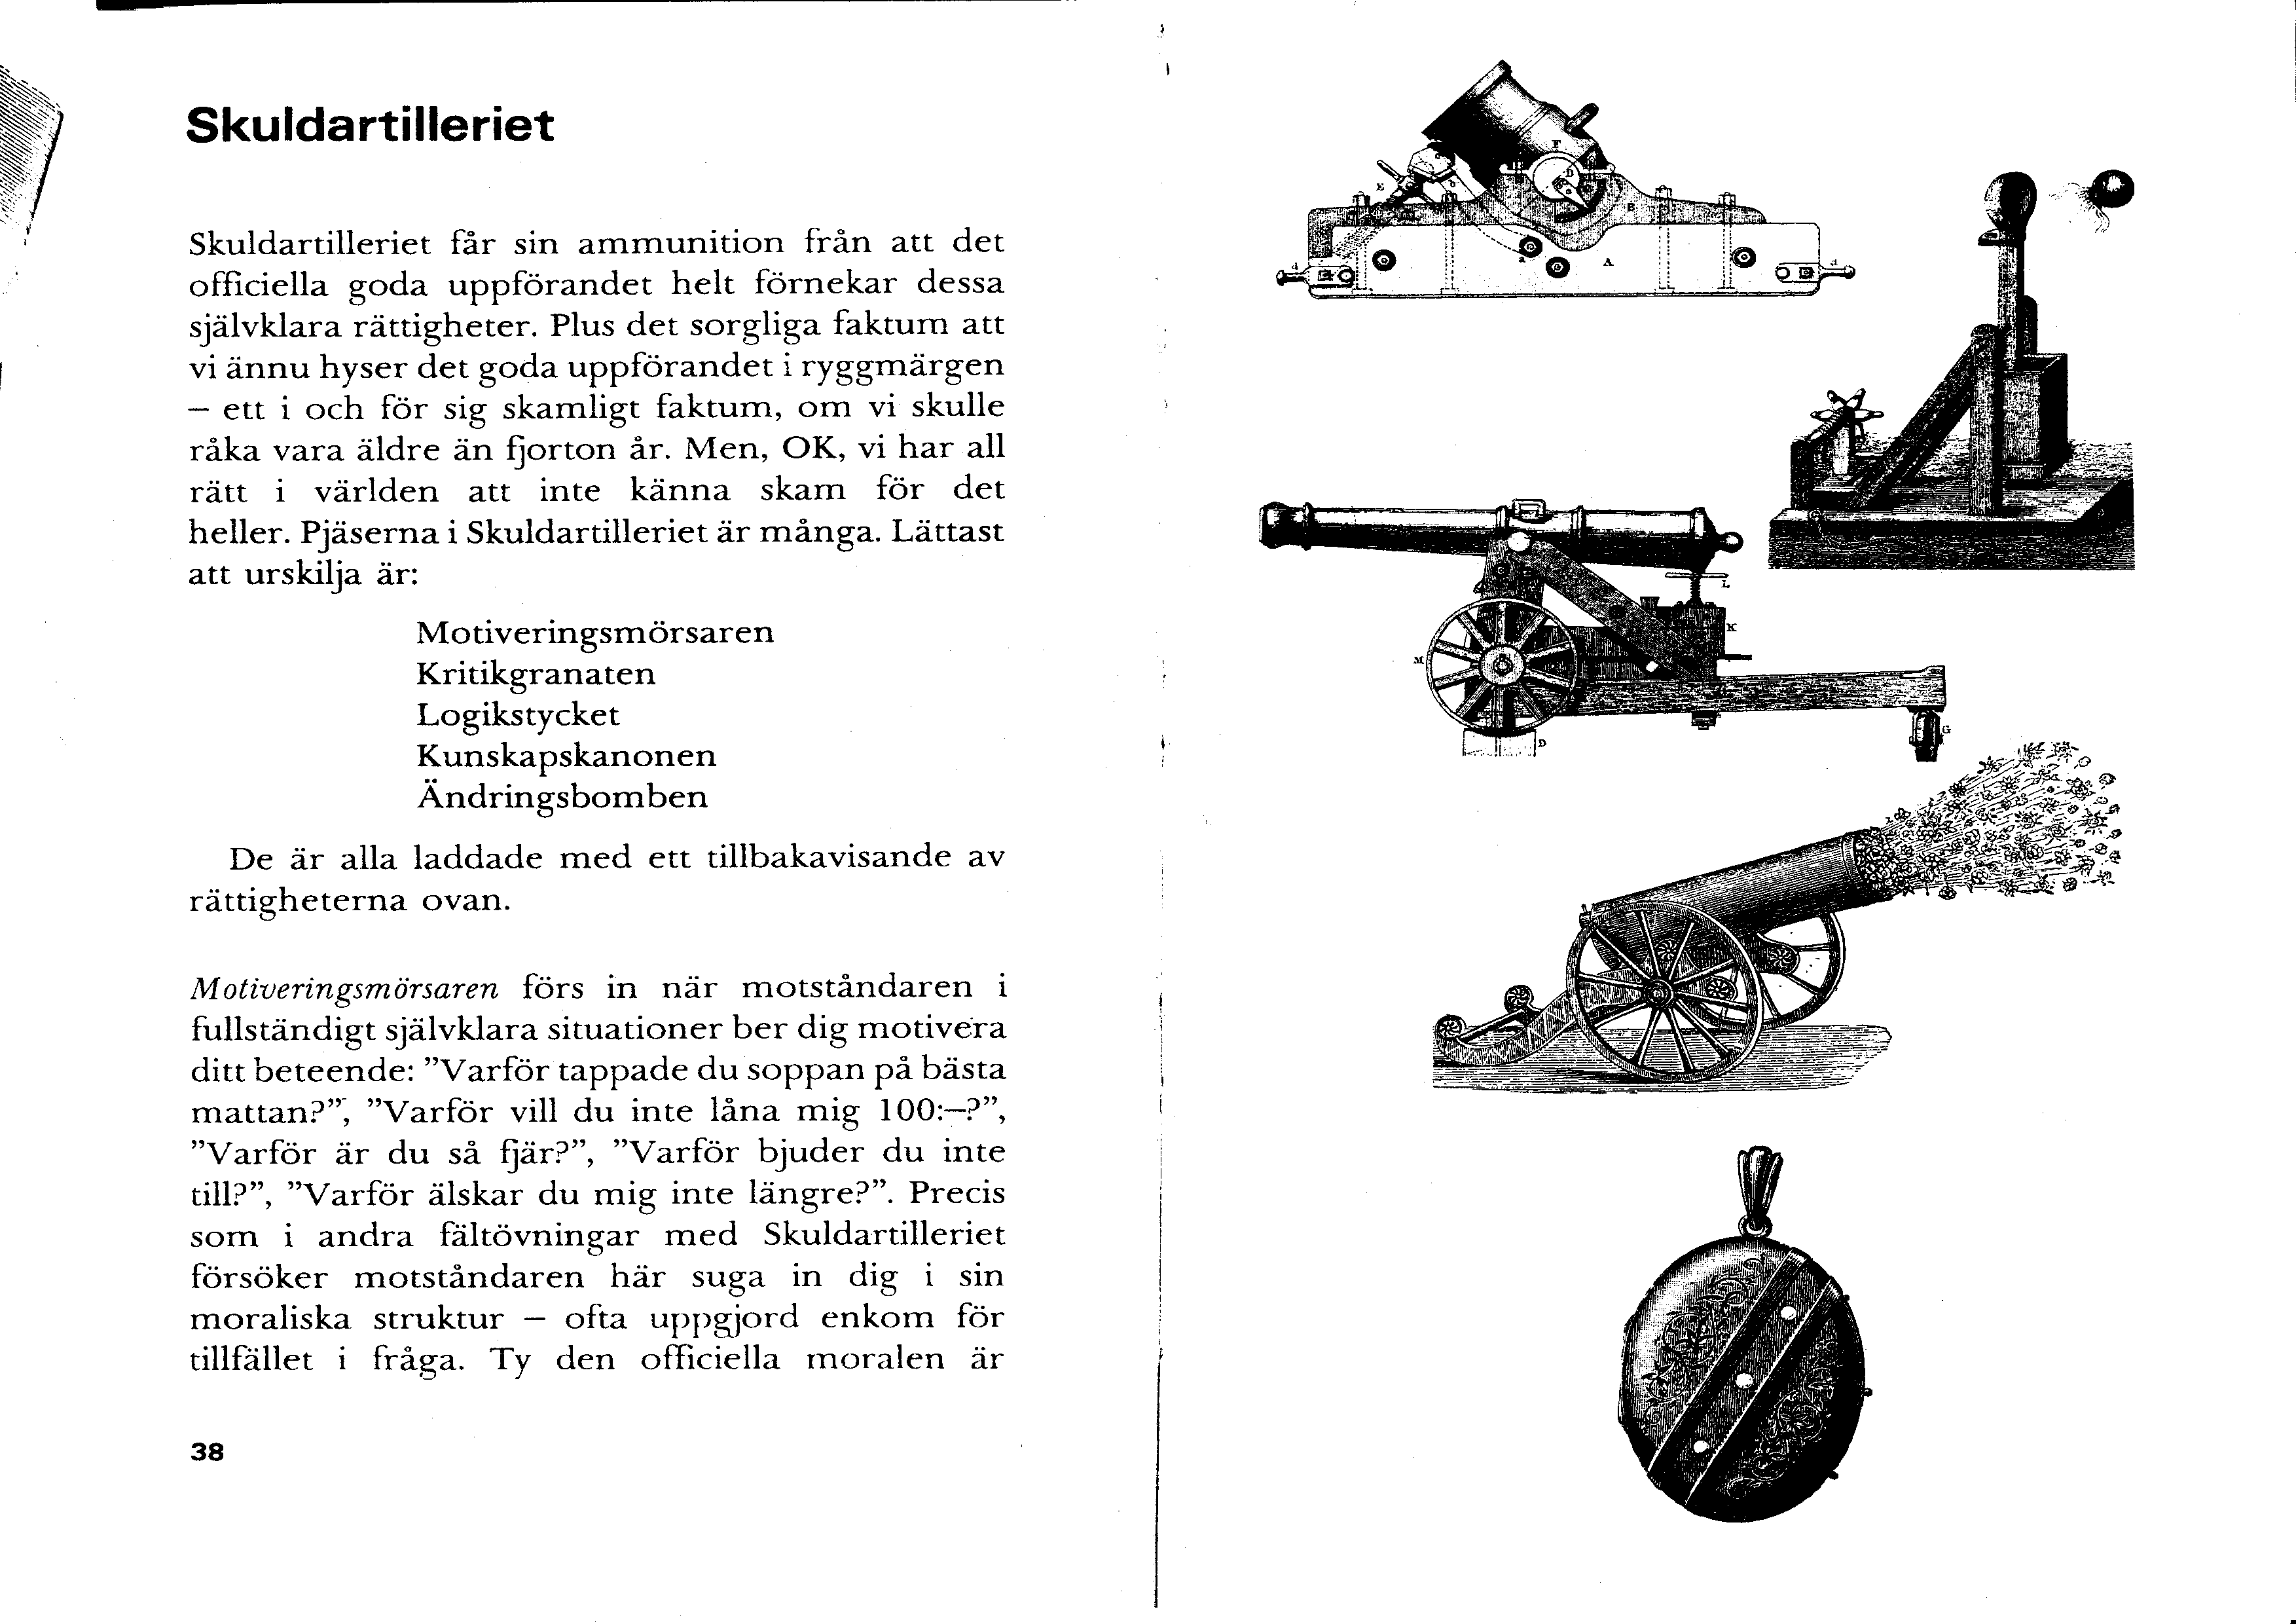 Skuldartilleriet
Skuldartilleriet får sin ammunition från att det
officiella goda uppförandet helt förnekar dessa
självklara rättigheter. Plus det sorgliga faktum att
vi ännu hyser det goda uppförandet i ryggmärgen
— ett i och för sig skamligt faktum, om vi skulle
råka vara äldre än fjorton år. Men, OK, vi har all
rätt i världen att inte känna skam för det
heller. Pjäserna i Skuldartilleriet är många. Lättast
att urskilja är:
Motiveringsmörsaren
Kritikgranaten
Logikstycket
Kunskapskanonen
Ändringsbomben
De är alla laddade med ett tillbakavisande av
rättigheterna ovan.
Motiveringsmörsaren förs in när motståndaren i
fullständigt självklara situationer ber dig motivera
ditt beteende: ”Varför tappade du soppan på bästa
mattan?”, ”Varför vill du inte låna mig 100:—?”,
”Varför är du så fjär?”, ”Varför bjuder du inte
till?”, ”Varför älskar du mig inte längre?”. Precis
som i andra fältövningar med Skuldartilleriet
försöker motståndaren här suga in dig i sin
moraliska struktur — ofta uppgjord enkom för
tillfället i fråga. Ty den officiella moralen är
38
F
D
E
b
B
a
A
d
d
L
K
M
D
G